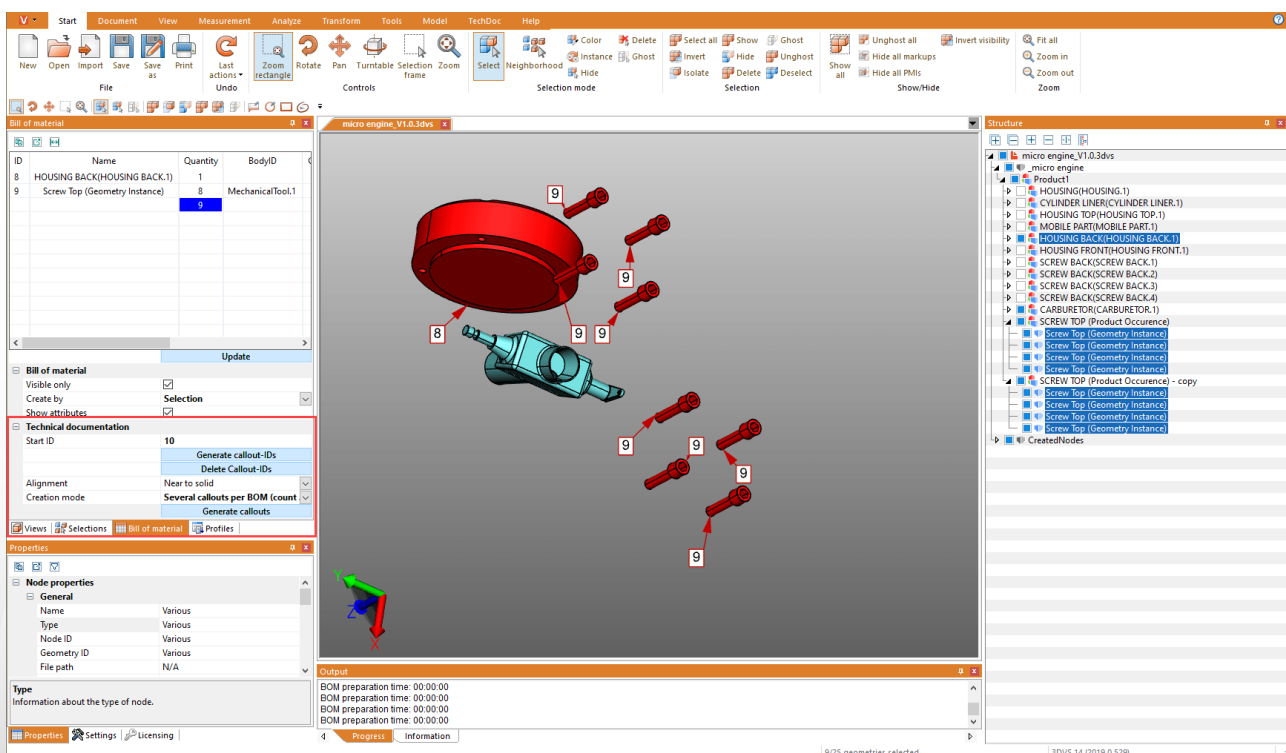 V Start Document View Measurement Analyze Transform Tools Model TechDoc Help
New Open Import Save Save as Print
File
Last actions
Undo
Zoom rectangle Rotate Pan Turntable Selection frame Zoom
Controls
Select Neighborhood
Color Delete
Instance Ghost
Hide
Selection mode
Select all Show Ghost
Invert Hide Unghost
Isolate Delete Deselect
Selection
Show all
Unghost all Invert visibility
Hide all markups
Hide all PMIs
Show/Hide
Fit all
Zoom in
Zoom out
Zoom
Bill of material
ID Name Quantity BodyID
8 HOUSING BACK(HOUSING BACK.1) 1
9 Screw Top (Geometry Instance) 8 MechanicalTool.1
9
Update
Bill of material
Visible only
Create by Selection
Show attributes
Technical documentation
Start ID 10
Generate callout-IDs
Delete Callout-IDs
Alignment Near to solid
Creation mode Several callouts per BOM (count
Generate callouts
Views Selections Bill of material Profiles
Properties
Node properties
General
Name Various
Type Various
Node ID Various
Geometry ID Various
File path N/A
Type
Information about the type of node.
Properties Settings Licensing
micro engine_V1.0.3dvs
9
9
9
8
9
9
9
9
9
Y
Z
X
Output
BOM preparation time: 00:00:00
BOM preparation time: 00:00:00
BOM preparation time: 00:00:00
BOM preparation time: 00:00:00
Progress Information
Structure
micro engine_V1.0.3dvs
_micro engine
Product1
HOUSING(HOUSING.1)
CYLINDER LINER(CYLINDER LINER.1)
HOUSING TOP(HOUSING TOP.1)
MOBILE PART(MOBILE PART.1)
HOUSING BACK(HOUSING BACK.1)
HOUSING FRONT(HOUSING FRONT.1)
SCREW BACK(SCREW BACK.1)
SCREW BACK(SCREW BACK.2)
SCREW BACK(SCREW BACK.3)
SCREW BACK(SCREW BACK.4)
CARBURETOR(CARBURETOR.1)
SCREW TOP (Product Occurence)
Screw Top (Geometry Instance)
Screw Top (Geometry Instance)
Screw Top (Geometry Instance)
Screw Top (Geometry Instance)
SCREW TOP (Product Occurence) - copy
Screw Top (Geometry Instance)
Screw Top (Geometry Instance)
Screw Top (Geometry Instance)
Screw Top (Geometry Instance)
CreatedNodes
9/25 geometries selected
3DVS 14 (2019.0.529)